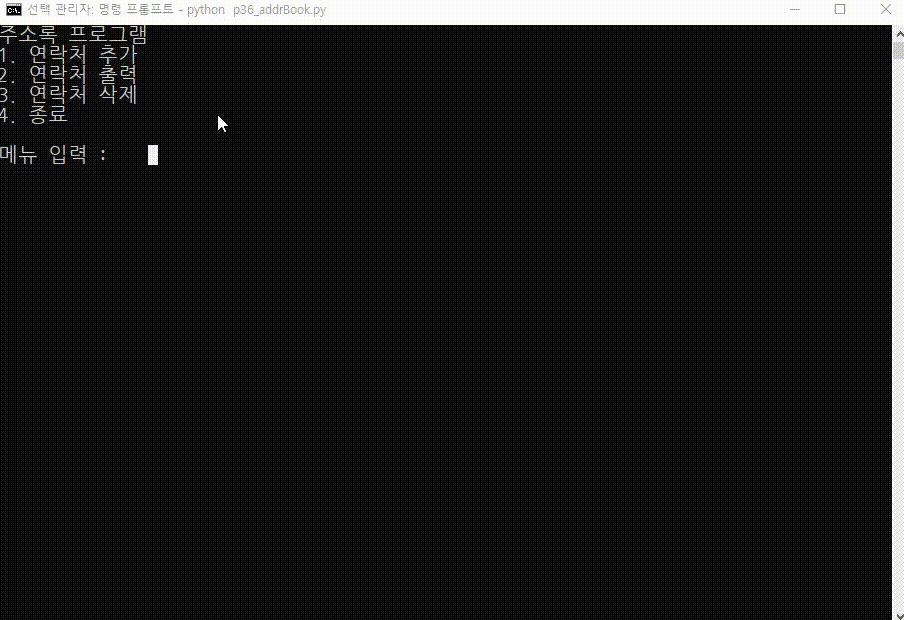 선택 관리자: 명령 프롬프트 - python  p36_addrBook.py
주소록 프로그램
1. 연락처 추가
2. 연락처 출력
3. 연락처 삭제
4. 종료
메뉴 입력 :